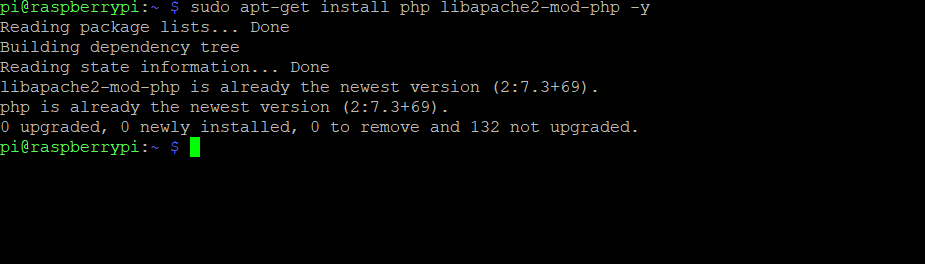 pi@raspberrypi:~ $ sudo apt-get install php libapache2-mod-php -y
Reading package lists... Done
Building dependency tree
Reading state information... Done
libapache2-mod-php is already the newest version (2:7.3+69).
php is already the newest version (2:7.3+69).
0 upgraded, 0 newly installed, 0 to remove and 132 not upgraded.
pi@raspberrypi:~ $